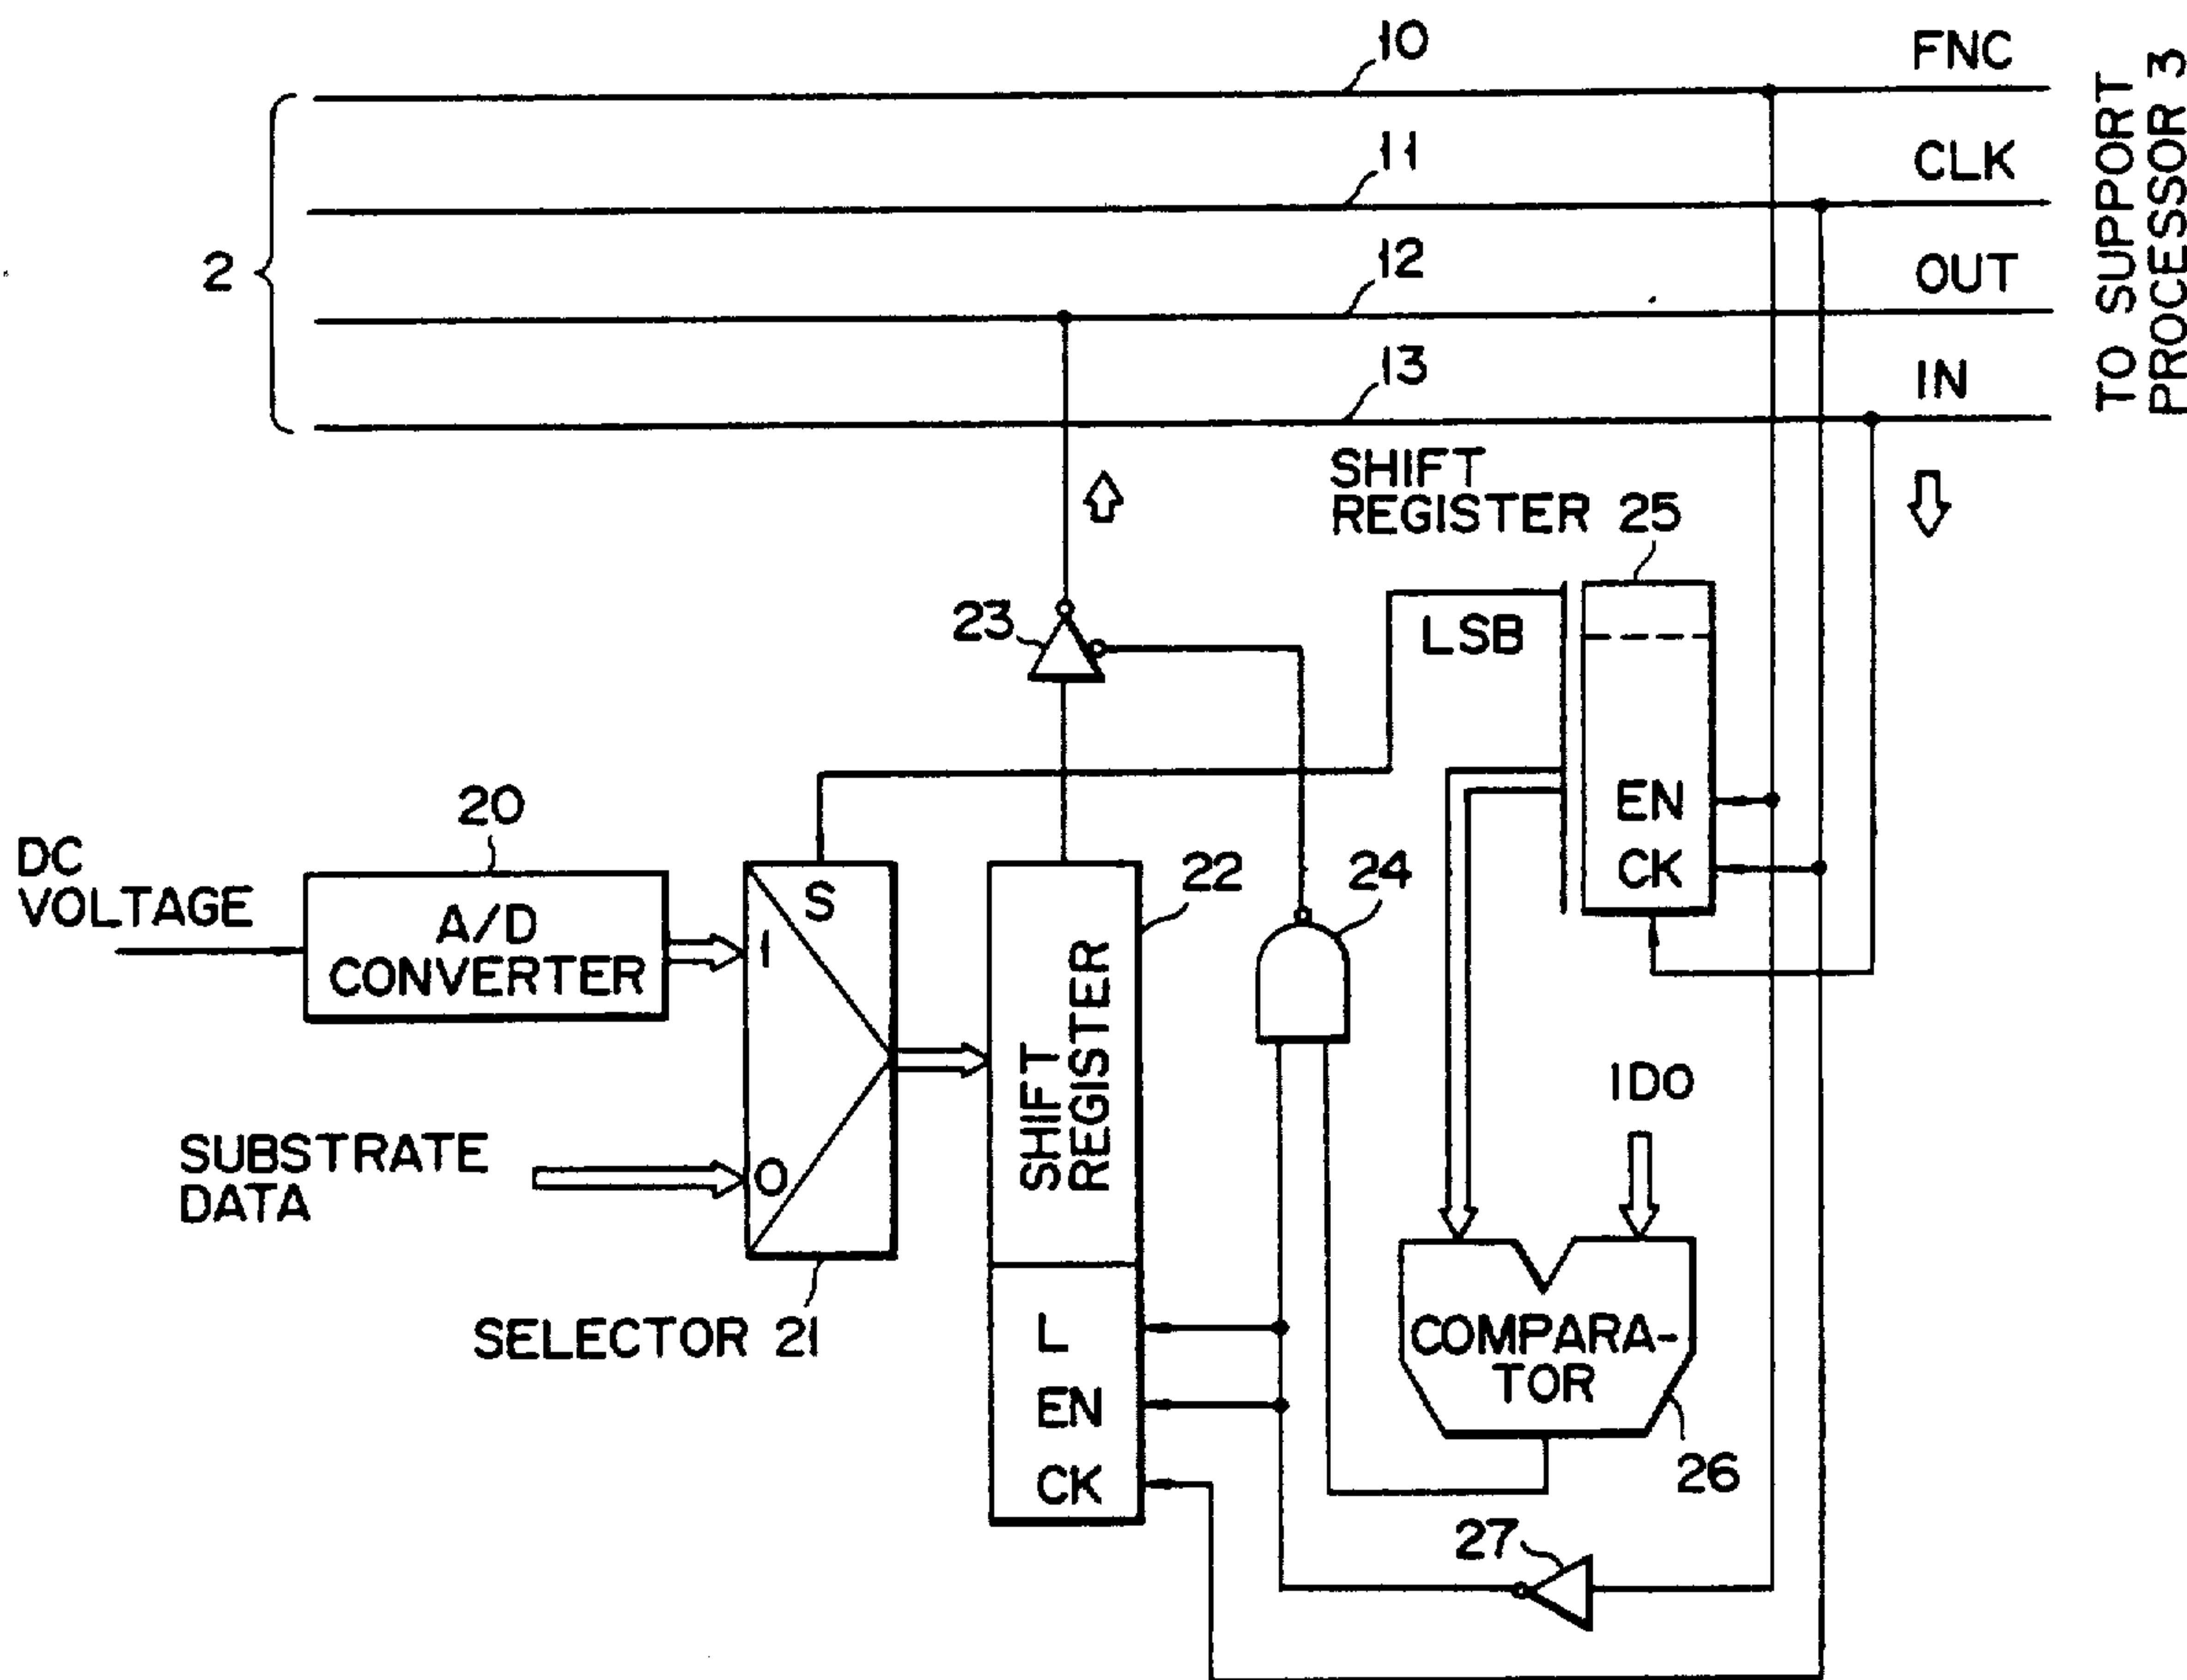 10
FNC
11
CLK
2
12
OUT
13
IN
TO SUPPORT
PROCESSOR 3
SHIFT
REGISTER 25
23
LSB
EN
CK
20
DC
VOLTAGE
A/D
CONVERTER
S
1
0
22
24
SHIFT
REGISTER
SUBSTRATE
DATA
SELECTOR 21
IDO
L
EN
CK
COMPARA-
TOR
26
27